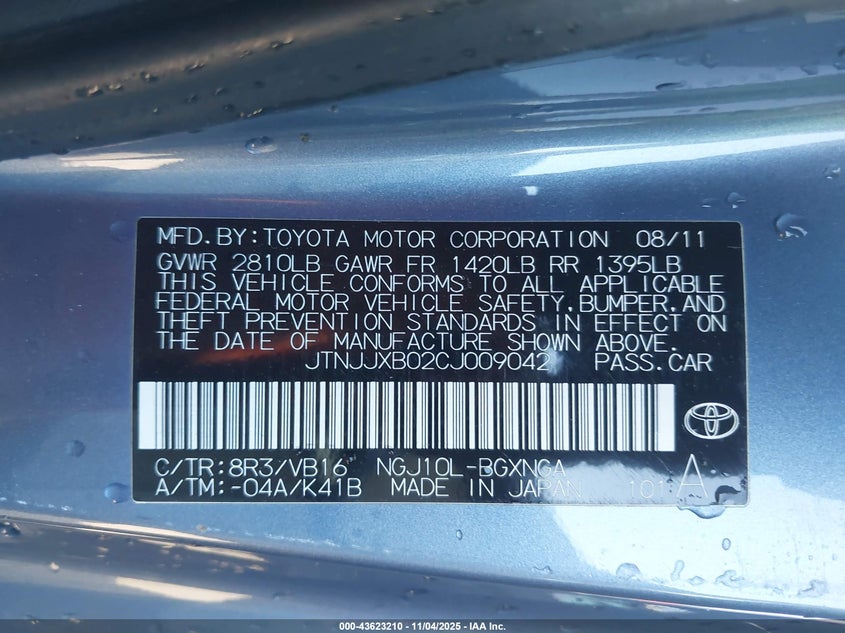 MFD.BY:TOYOTA MOTOR CORPORATION 08/11
GVWR 2810LB GAWR FR 1420LB RR 1395LB
THIS VEHICLE CONFORMS TO ALL APPLICABLE
FEDERAL MOTOR VEHICLE SAFETY,BUMPER,AND
THEFT PREVENTION STANDARDS IN EFFECT ON
THE DATE OF MANUFACTURE SHOWN ABOVE.
JTNJJXB02CJ009042 PASS.CAR
C/TR:8R3/VB16 NGJ10L-BGXNGA
A/TM:-04A/K41B MADE IN JAPAN 101 A
000-43623210 - 11/04/2025 - IAA Inc.